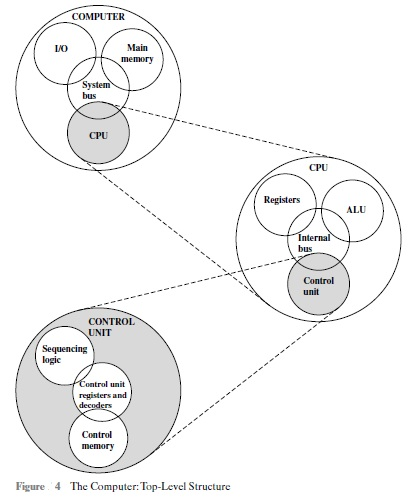 COMPUTER
I/O
Main
memory
System
bus
CPU
CPU
Registers
ALU
Internal
bus
Control
unit
CONTROL
UNIT
Sequencing
logic
Control unit
registers and
decoders
Control
memory
Figure 4 The Computer: Top-Level Structure